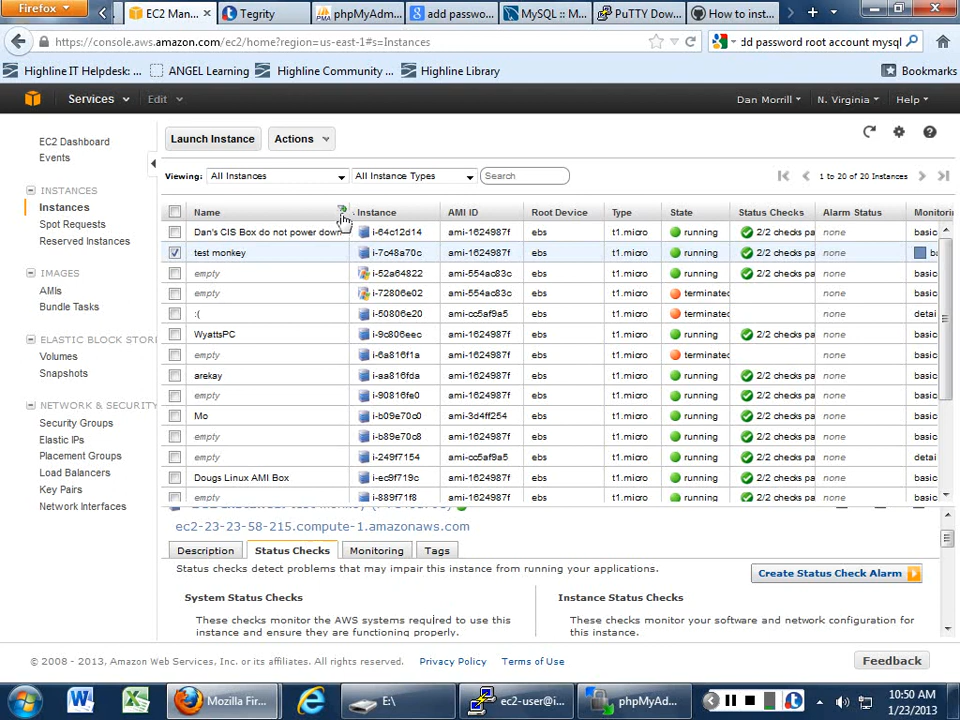 Firefox
EC2 Man...
Tegrity
phpMyAdm...
add passwo...
MySQL :: M...
PuTTY Dow...
How to inst...
https://console.aws.amazon.com/ec2/home?region=us-east-1#s=Instances
dd password root account mysql
Highline IT Helpdesk: ...
ANGEL Learning
Highline Community ...
Highline Library
Bookmarks
Services
Edit
Dan Morrill
N. Virginia
Help
EC2 Dashboard
Events
INSTANCES
Instances
Spot Requests
Reserved Instances
IMAGES
AMIs
Bundle Tasks
ELASTIC BLOCK STOR
Volumes
Snapshots
NETWORK & SECURITY
Security Groups
Elastic IPs
Placement Groups
Load Balancers
Key Pairs
Network Interfaces
Launch Instance
Actions
Viewing: All Instances All Instance Types Search 1 to 20 of 20 Instances
Name Instance AMI ID Root Device Type State Status Checks Alarm Status Monitorin
Dan's CIS Box do not power down i-64c12d14 ami-1624987f ebs t1.micro running 2/2 checks pa none basic
test monkey i-7c48a70c ami-1624987f ebs t1.micro running 2/2 checks pa none ba
empty i-52a64822 ami-554ac83c ebs t1.micro running 2/2 checks pa none basic
empty i-72806e02 ami-554ac83c ebs t1.micro terminate none basic
:( i-50806e20 ami-cc5af9a5 ebs t1.micro terminate none detai
WyattsPC i-9c806eec ami-1624987f ebs t1.micro running 2/2 checks pa none basic
empty i-6a816f1a ami-1624987f ebs t1.micro terminate none basic
arekay i-aa816fda ami-1624987f ebs t1.micro running 2/2 checks pa none basic
empty i-90816fe0 ami-1624987f ebs t1.micro running 2/2 checks pa none basic
Mo i-b09e70c0 ami-3d4ff254 ebs t1.micro running 2/2 checks pa none basic
empty i-b89e70c8 ami-1624987f ebs t1.micro running 2/2 checks pa none basic
empty i-249f7154 ami-cc5af9a5 ebs t1.micro running 2/2 checks pa none detai
Dougs Linux AMI Box i-ec9f719c ami-1624987f ebs t1.micro running 2/2 checks pa none basic
empty i-889f71f8 ami-1624987f ebs t1.micro running 2/2 checks pa none basic
ec2-23-23-58-215.compute-1.amazonaws.com
Description
Status Checks
Monitoring
Tags
Status checks detect problems that may impair this instance from running your applications.
Create Status Check Alarm
System Status Checks
These checks monitor the AWS systems required to use this
instance and ensure they are functioning properly.
Instance Status Checks
These checks monitor your software and network configuration for
this instance.
© 2008 - 2013, Amazon Web Services, Inc. or its affiliates. All rights reserved. Privacy Policy Terms of Use
Feedback
Mozilla Fir...
E:\
ec2-user@i...
phpMyAd...
10:50 AM
1/23/2013